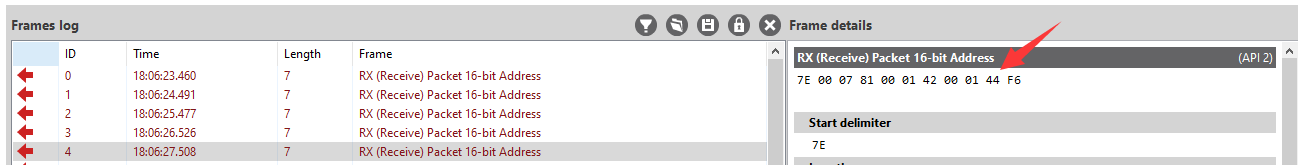 Frames log
ID Time Length Frame
0 18:06:23.460 7 RX (Receive) Packet 16-bit Address
1 18:06:24.491 7 RX (Receive) Packet 16-bit Address
2 18:06:25.477 7 RX (Receive) Packet 16-bit Address
3 18:06:26.526 7 RX (Receive) Packet 16-bit Address
4 18:06:27.508 7 RX (Receive) Packet 16-bit Address
Frame details
RX (Receive) Packet 16-bit Address (API 2)
7E 00 07 81 00 01 42 00 01 44 F6
Start delimiter
7E